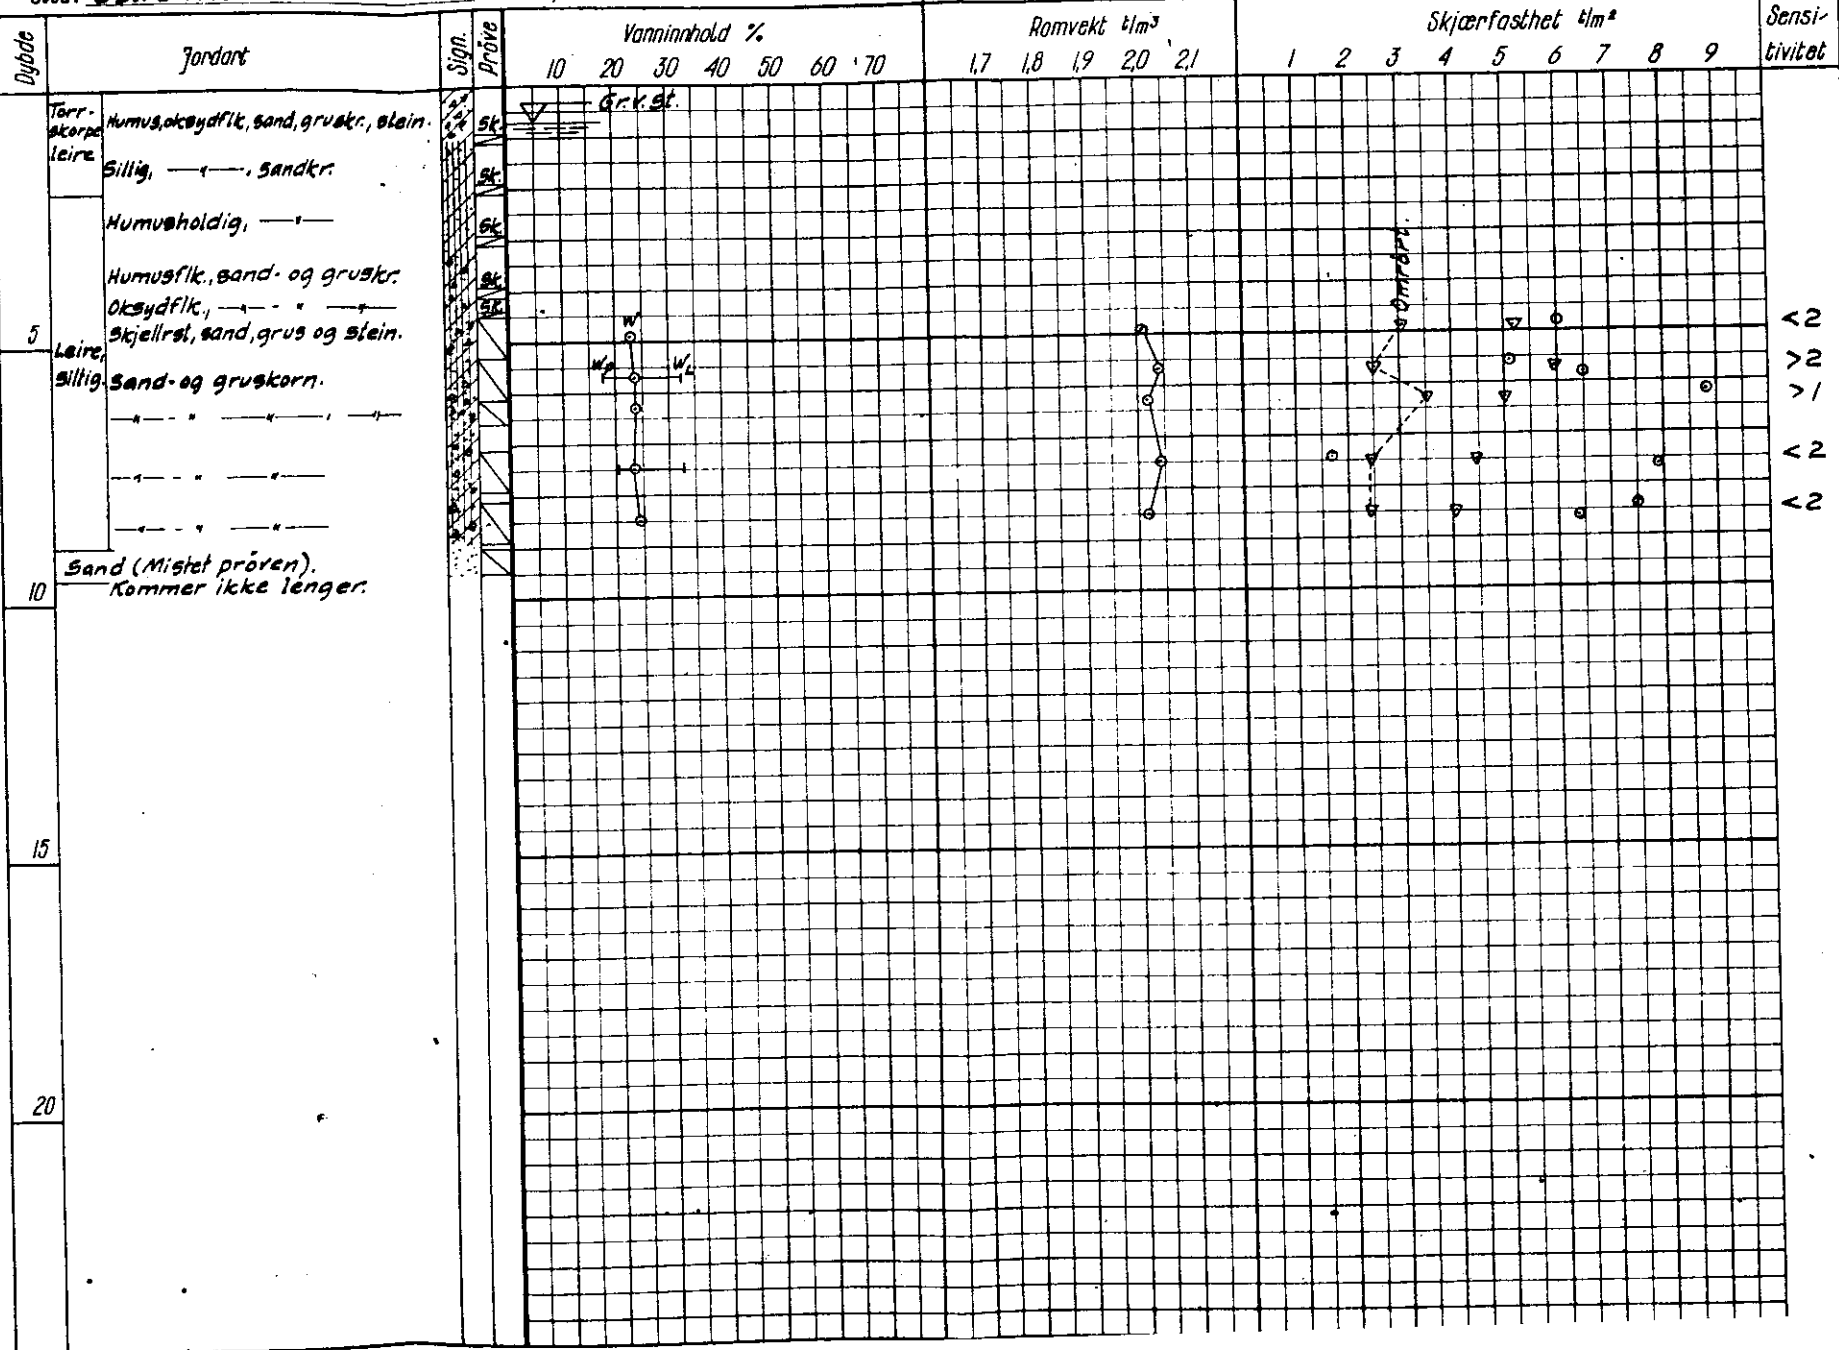 Dybde
Jordart
Sign.
Prøve
Vanninnhold %
10 20 30 40 50 60 70
Romvekt t/m³
1,7 1,8 1,9 2,0 2,1
Skjærfasthet t/m²
1 2 3 4 5 6 7 8 9
Sensi-
tivitet
Tørr-
skorpe
leire
Humus, oksydflk, sand, gruskr., stein.
Siltig, —"—, Sandkr.
Humusholdig, —"—
Humusflk., sand- og gruskr.
Oksydflk., —"— - " —"—
Skjellrst, sand, grus og stein.
Leire,
siltig.
Sand- og gruskorn.
—"— - " —"— , —"—
—"— - " —"—
—"— - " —"—
Sand (Mistet prøven).
Kommer ikke lenger.
Sk.
Sk.
Sk.
Sk.
Sk.
Gr.v.st.
W
Wp
WL
Omrørt.
<2
>2
>1
<2
<2
5
10
15
20